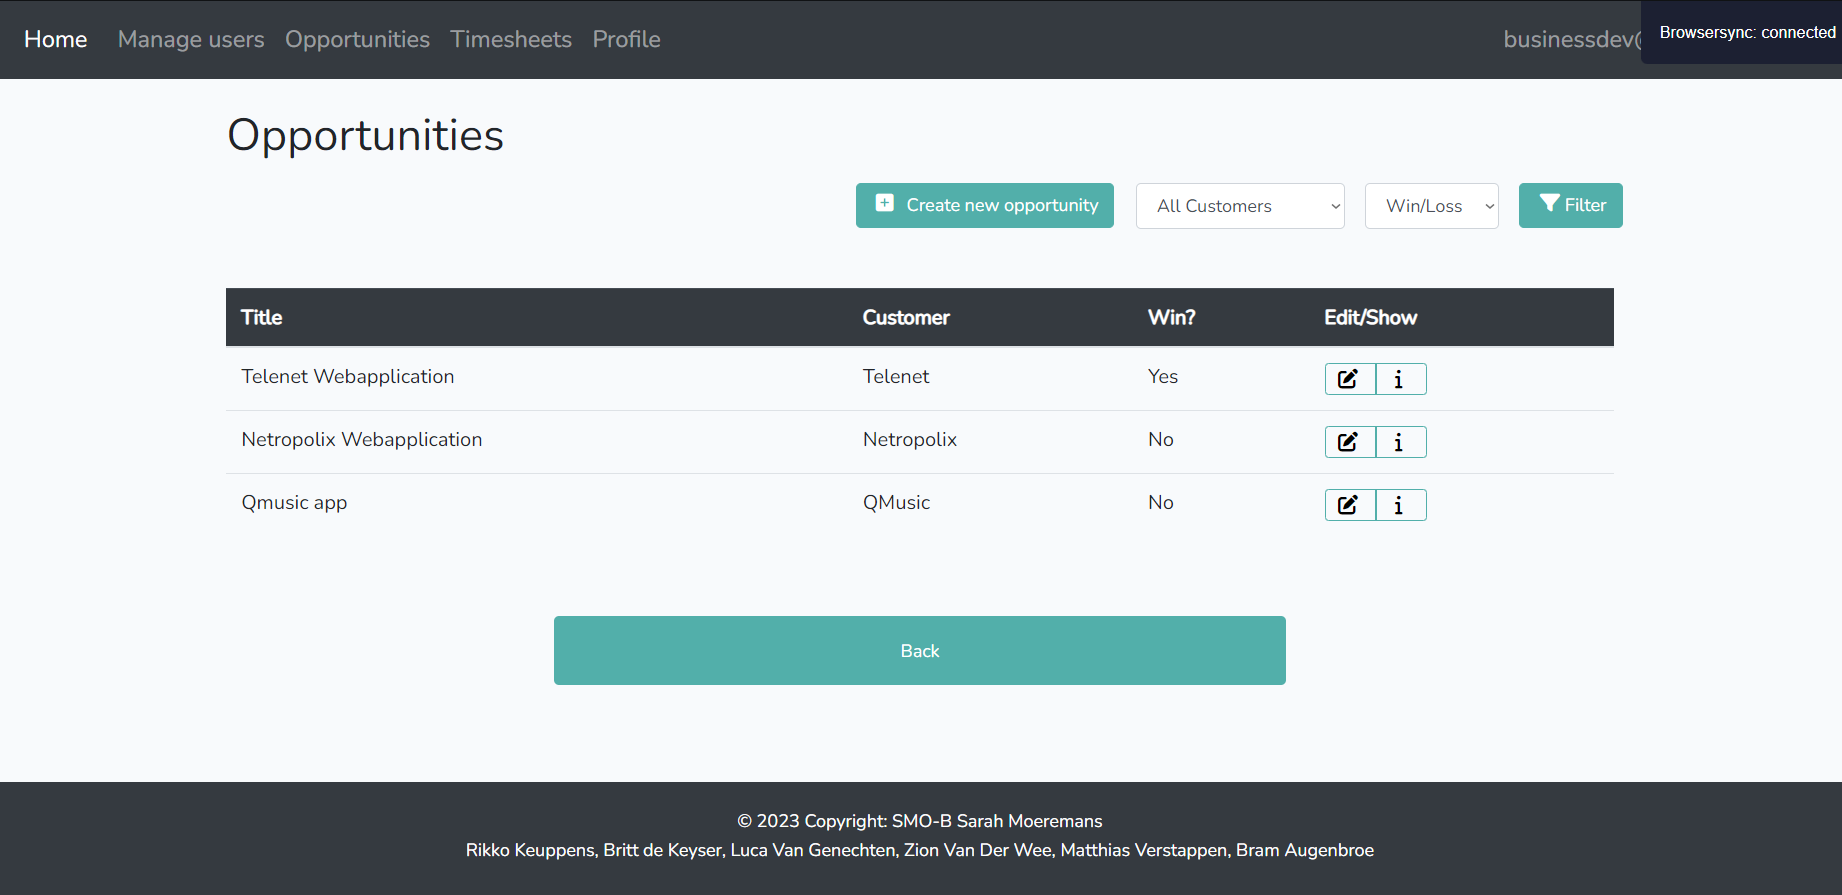 Home Manage users Opportunities Timesheets Profile businessdev@ Browsersync: connected
Opportunities
Create new opportunity All Customers Win/Loss Filter
Title Customer Win? Edit/Show
Telenet Webapplication Telenet Yes
Netropolix Webapplication Netropolix No
Qmusic app QMusic No
Back
© 2023 Copyright: SMO-B Sarah Moeremans
Rikko Keuppens, Britt de Keyser, Luca Van Genechten, Zion Van Der Wee, Matthias Verstappen, Bram Augenbroe